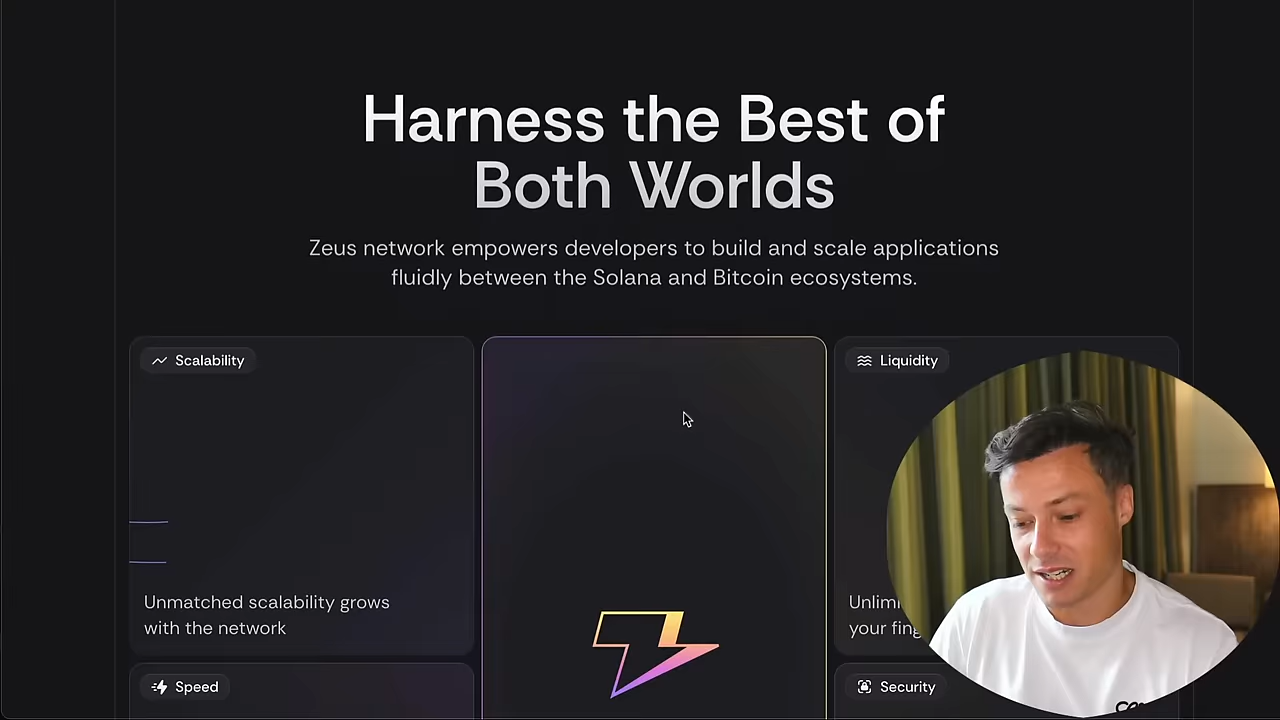 Harness the Best of
Both Worlds
Zeus network empowers developers to build and scale applications
fluidly between the Solana and Bitcoin ecosystems.
Scalability
Unmatched scalability grows
with the network
Liquidity
your
Speed
Security